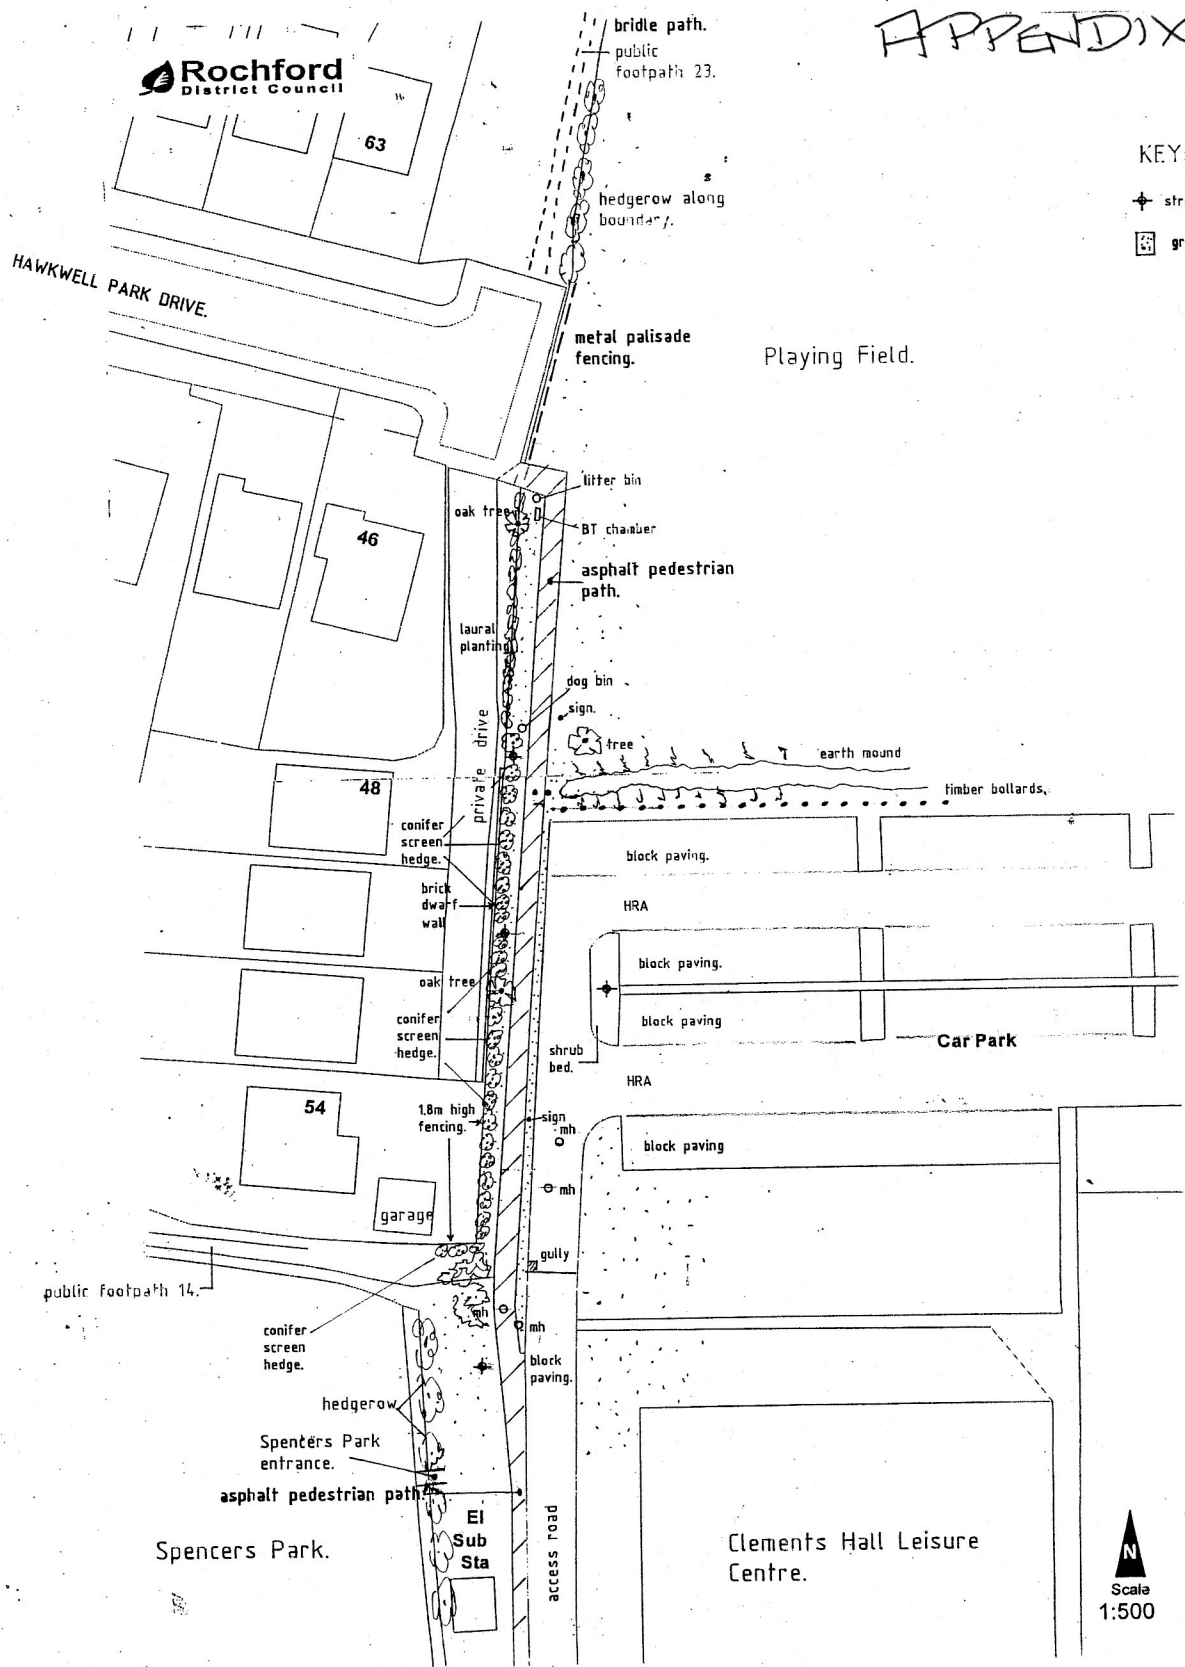 APPENDIX
bridle path.
public
footpath 23.
Rochford
District Council
63
KEY
hedgerow along
boundary.
HAWKWELL PARK DRIVE.
metal palisade
fencing.
Playing Field.
litter bin
oak tree
BT chamber
46
asphalt pedestrian
path.
laural
planting
dog bin
sign.
private drive
tree
earth mound
48
timber bollards.
conifer
screen
hedge.
block paving.
brick
dwarf
wall
HRA
block paving.
oak tree
conifer
screen
hedge.
block paving
Car Park
shrub
bed.
HRA
54
1.8m high
fencing.
sign
mh
block paving
mh
garage
gully
public footpath 14.
mh
mh
conifer
screen
hedge.
block
paving.
hedgerow
Spencers Park
entrance.
asphalt pedestrian path.
El
Sub
Sta
access road
Spencers Park.
Clements Hall Leisure
Centre.
N
Scale
1:500